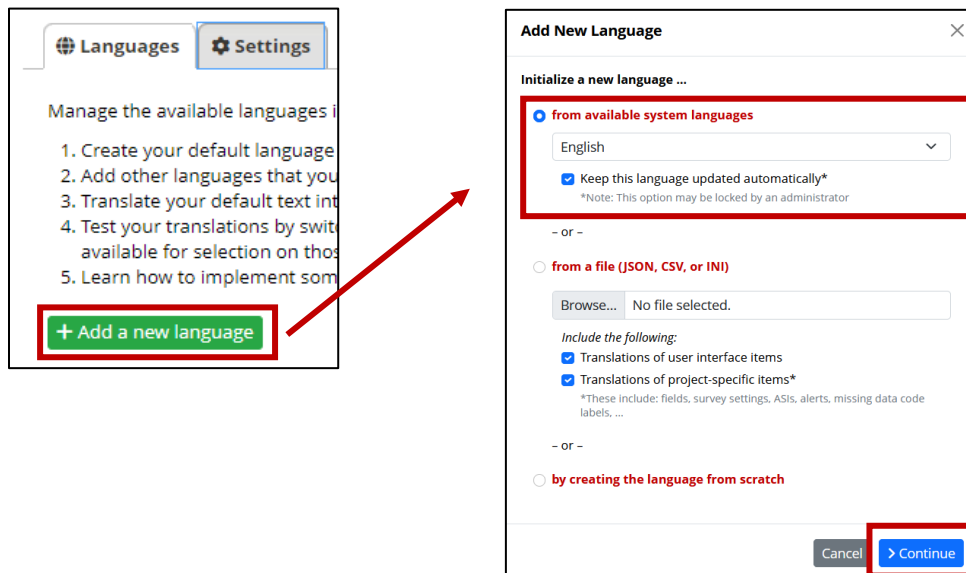 Languages
Settings
Manage the available languages i
1. Create your default language
2. Add other languages that you
3. Translate your default text int
4. Test your translations by swit
available for selection on thos
5. Learn how to implement som
+ Add a new language
Add New Language
Initialize a new language ...
from available system languages
English
Keep this language updated automatically*
*Note: This option may be locked by an administrator
– or –
from a file (JSON, CSV, or INI)
Browse... No file selected.
Include the following:
Translations of user interface items
Translations of project-specific items*
*These include: fields, survey settings, ASIs, alerts, missing data code
labels, ...
– or –
by creating the language from scratch
Cancel
Continue